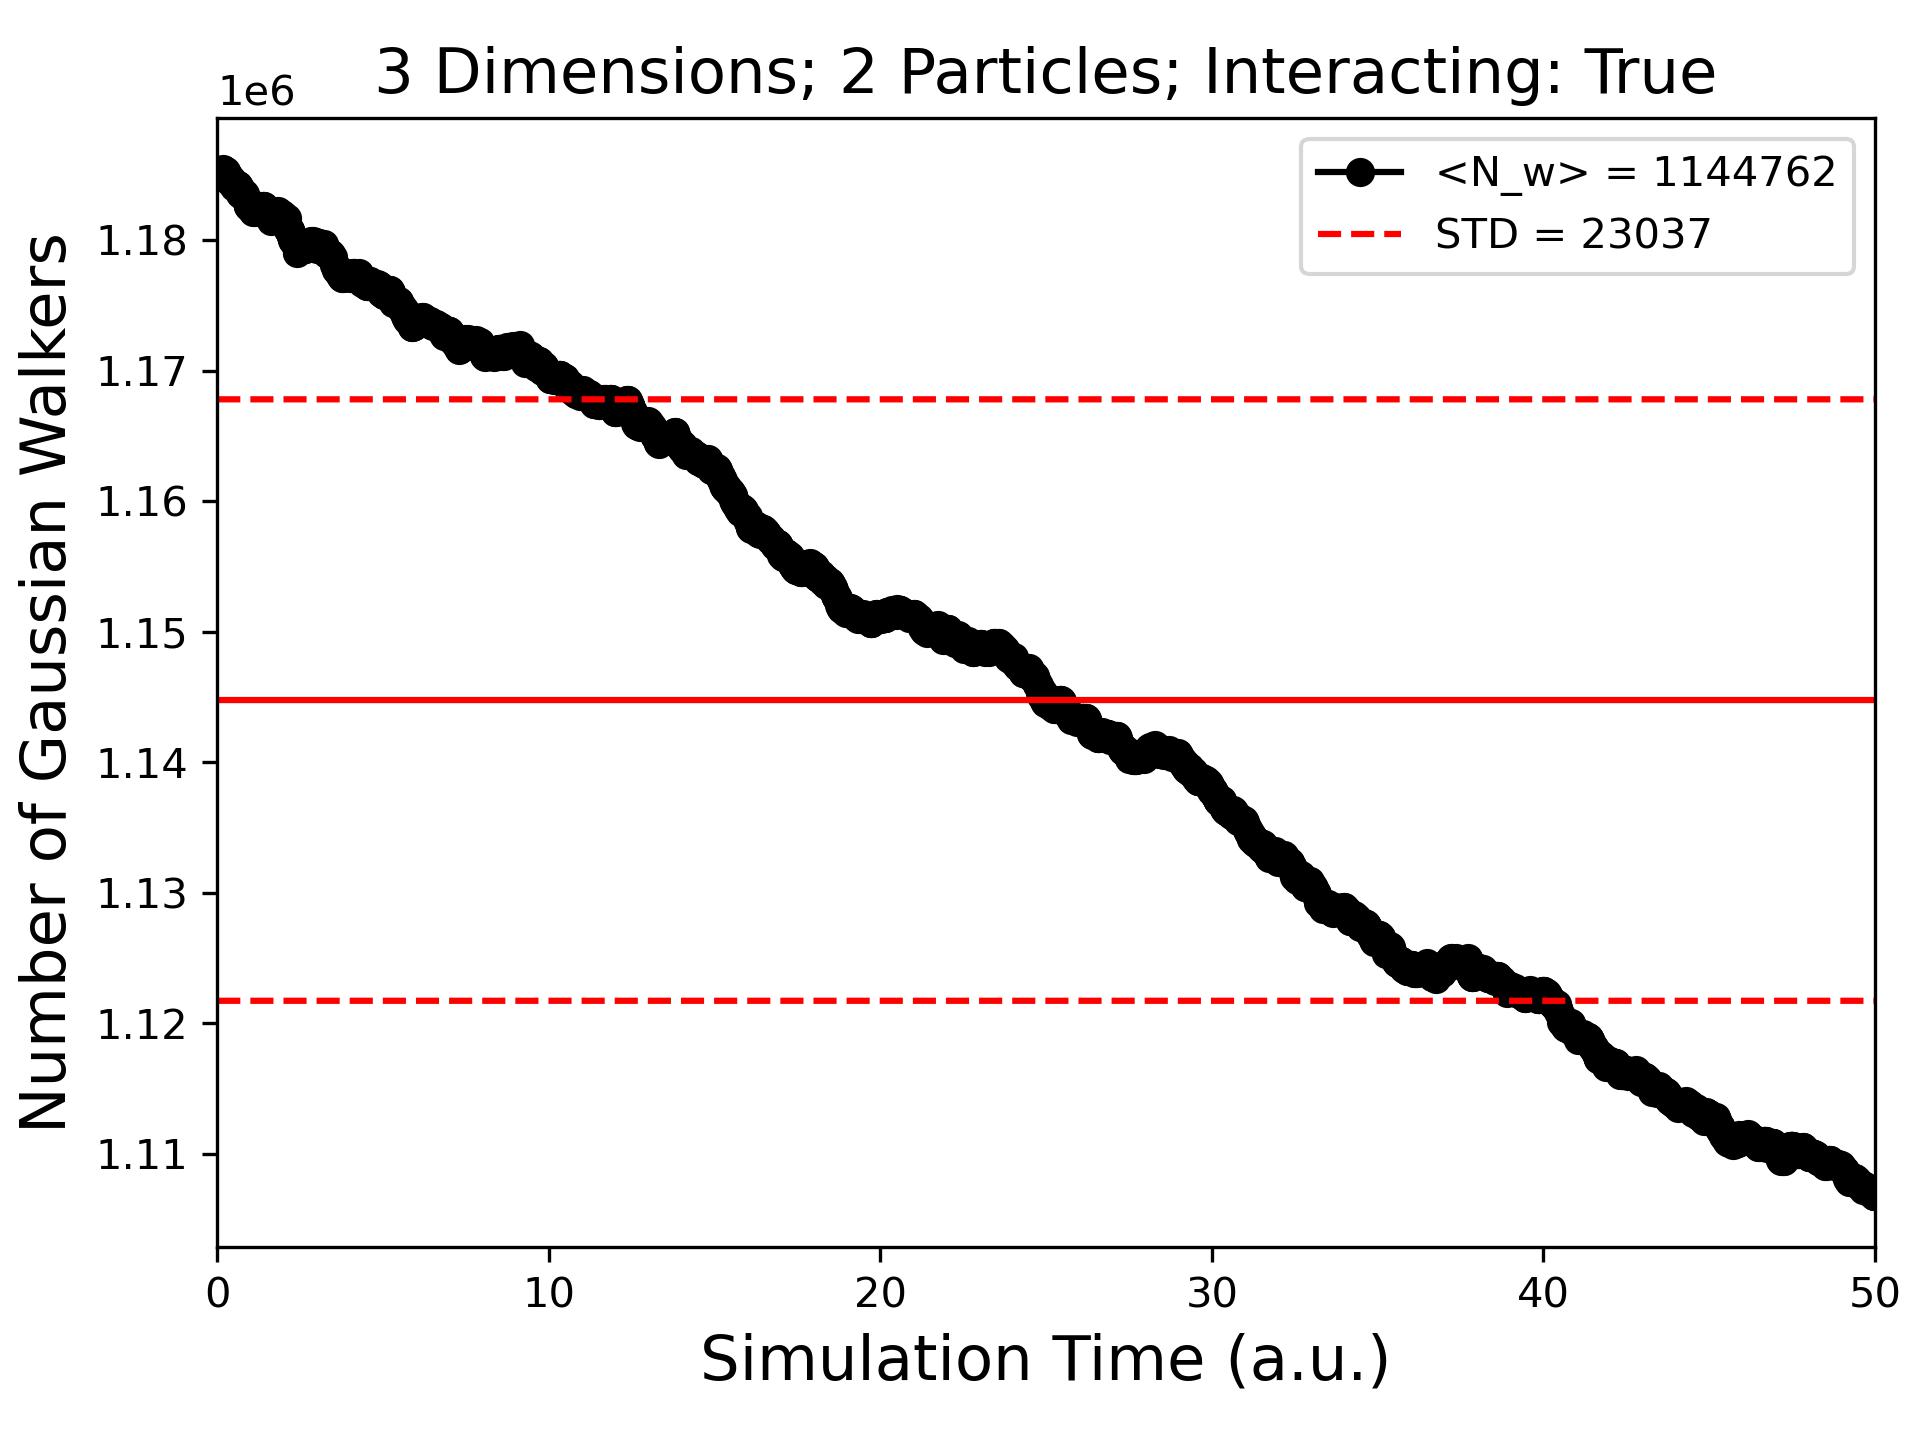 3 Dimensions; 2 Particles; Interacting: True
1e6
<N_w> = 1144762
STD = 23037
Number of Gaussian Walkers
1.18
1.17
1.16
1.15
1.14
1.13
1.12
1.11
0 10 20 30 40 50
Simulation Time (a.u.)